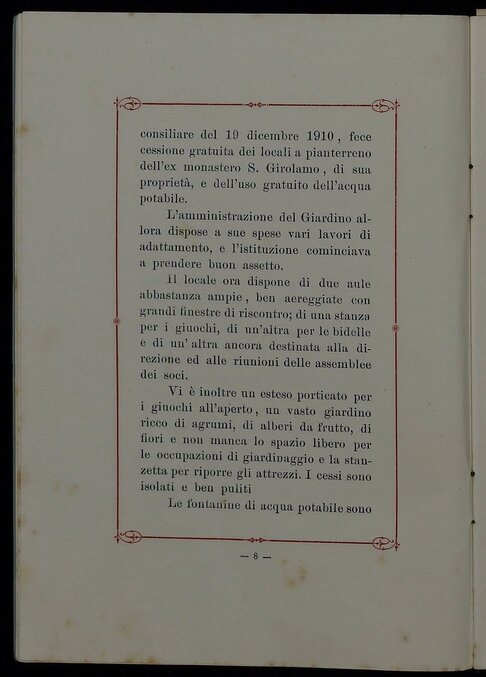 consiliare del 19 dicembre 1910, fece
cessione gratuita dei locali a pianterreno
dell'ex monastero S. Girolamo, di sua
proprietà, e dell'uso gratuito dell'acqua
potabile.
L'amministrazione del Giardino al-
lora dispose a sue spese vari lavori di
adattamento, e l'istituzione cominciava
a prendere buon assetto.
Il locale ora dispone di due aule
abbastanza ampie, ben aereggiate con
grandi finestre di riscontro; di una stanza
per i giuochi, di un'altra per le bidelle
e di un'altra ancora destinata alla di-
rezione ed alle riunioni delle assemblee
dei soci.
Vi è inoltre un esteso porticato per
i giuochi all'aperto, un vasto giardino
ricco di agrumi, di alberi da frutto, di
fiori e non manca lo spazio libero per
le occupazioni di giardinaggio e la stan-
zetta per riporre gli attrezzi. I cessi sono
isolati e ben puliti
Le fontanine di acqua potabile sono
— 8 —